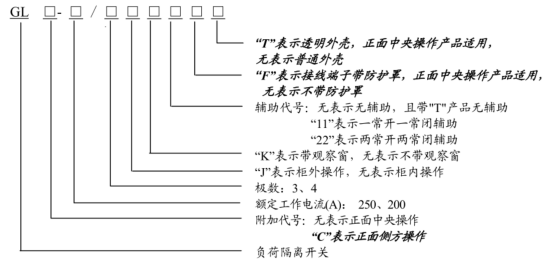 GL □-□/□□□□□□
“T”表示透明外壳，正面中央操作产品适用，
无表示普通外壳
“F”表示接线端子带防护罩，正面中央操作产品适用，
无表示不带防护罩
辅助代号：无表示无辅助，且带"T"产品无辅助
“11”表示一常开一常闭辅助
“22”表示两常开两常闭辅助
“K”表示带观察窗，无表示不带观察窗
“J”表示柜外操作，无表示柜内操作
极数：3、4
额定工作电流(A)：250、200
附加代号：无表示正面中央操作
“C”表示正面侧方操作
负荷隔离开关